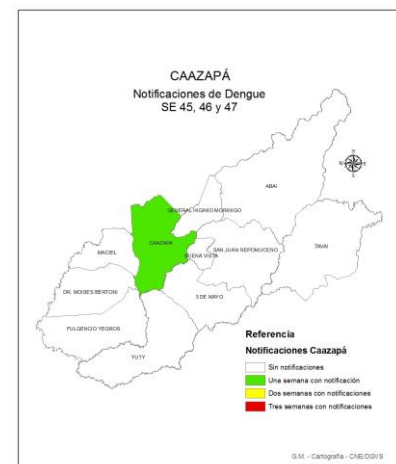 CAAZAPÁ
Notificaciones de Dengue
SE 45, 46 y 47
ABAI
N
W E
S
GENERAL HIGINIO MORINIGO
TAVAI
CAAZAPA
SAN JUAN NEPOMUCENO
MACIEL
BUENA VISTA
DR. MOISES BERTONI
3 DE MAYO
FULGENCIO YEGROS
YUTY
Referencia
Notificaciones Caazapá
Sin notificaciones
Una semana con notificación
Dos semanas con notificaciones
Tres semanas con notificaciones
G.M. - Cartografía - CNE/DGVS